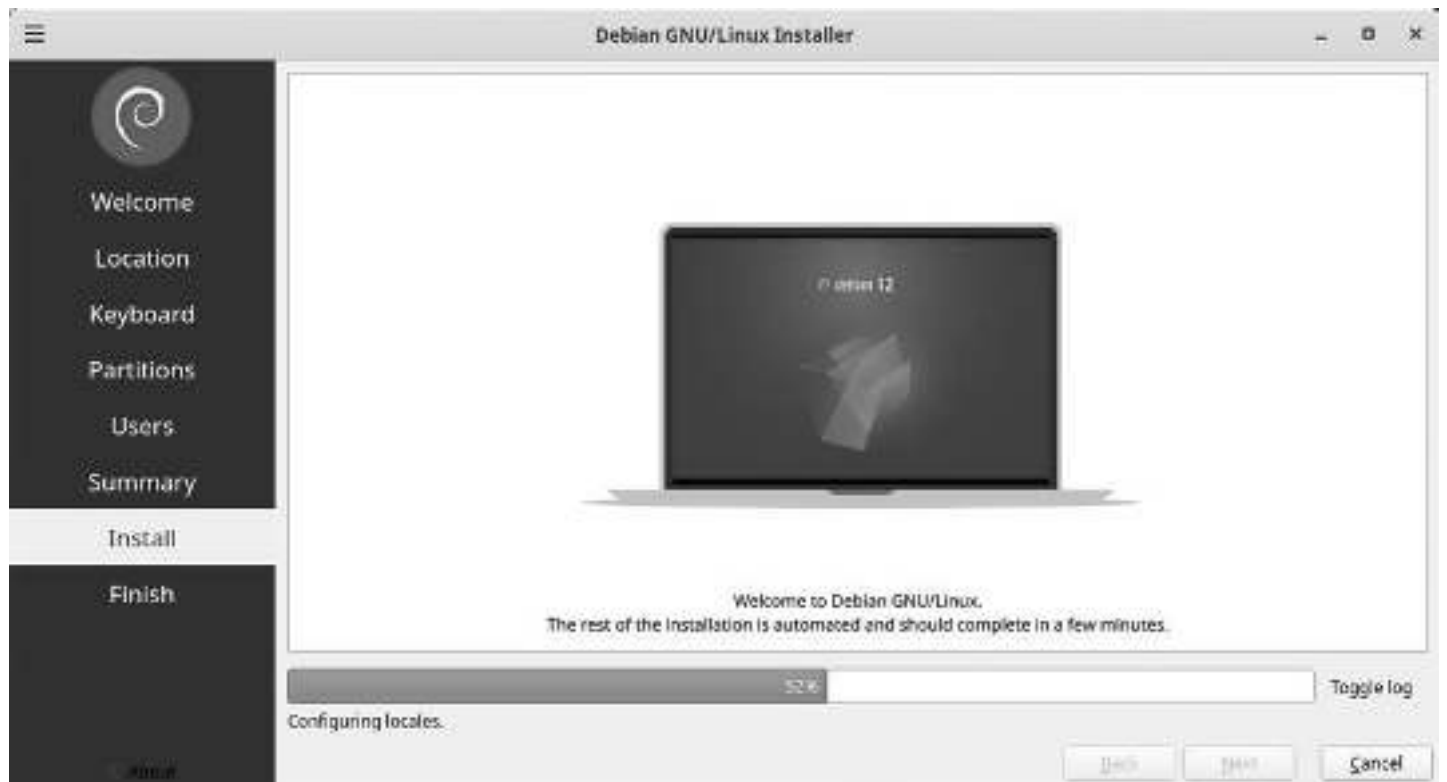 Debian GNU/Linux Installer
Welcome
Location
Keyboard
Partitions
Users
Summary
Install
Finish
About
debian 12
Welcome to Debian GNU/Linux.
The rest of the installation is automated and should complete in a few minutes.
52%
Toggle log
Configuring locales.
Back
Next
Cancel